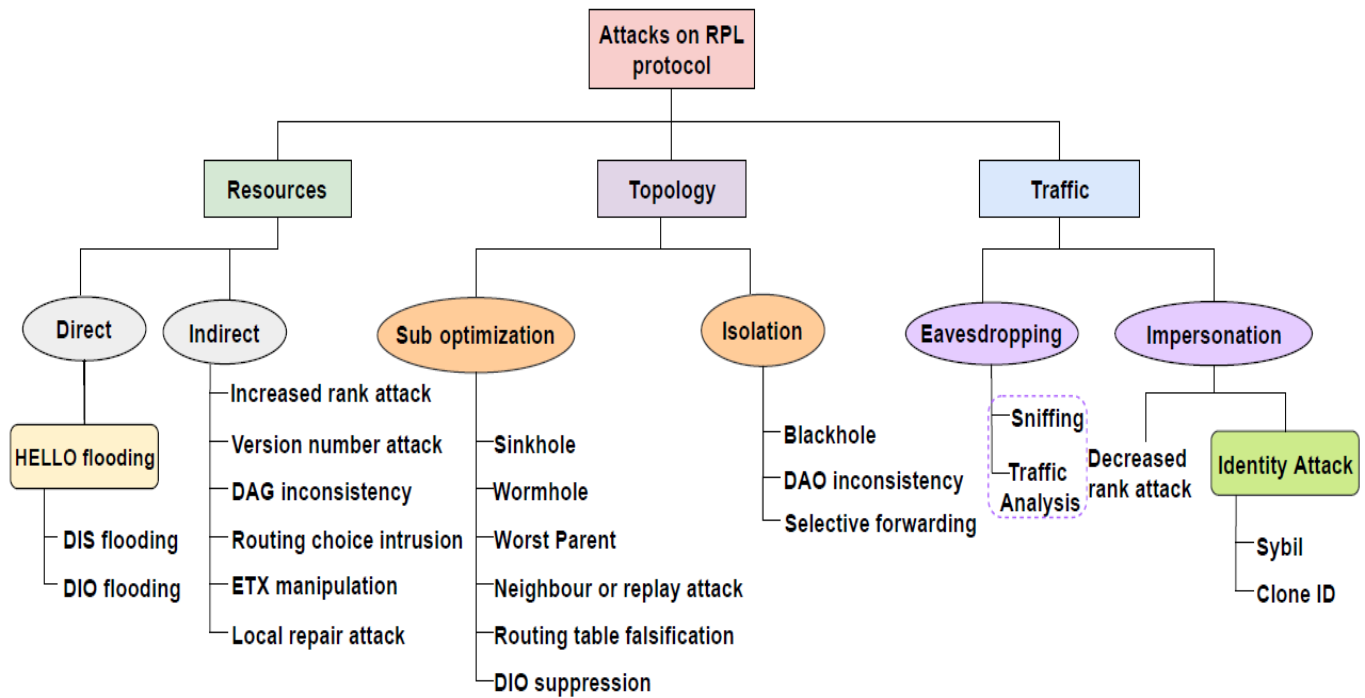 Attacks on RPL
protocol
Resources
Topology
Traffic
Direct
Indirect
Sub optimization
Isolation
Eavesdropping
Impersonation
HELLO flooding
DIS flooding
DIO flooding
Increased rank attack
Version number attack
DAG inconsistency
Routing choice intrusion
ETX manipulation
Local repair attack
Sinkhole
Wormhole
Worst Parent
Neighbour or replay attack
Routing table falsification
DIO suppression
Blackhole
DAO inconsistency
Selective forwarding
Sniffing
Traffic
Analysis
Decreased
rank attack
Identity Attack
Sybil
Clone ID